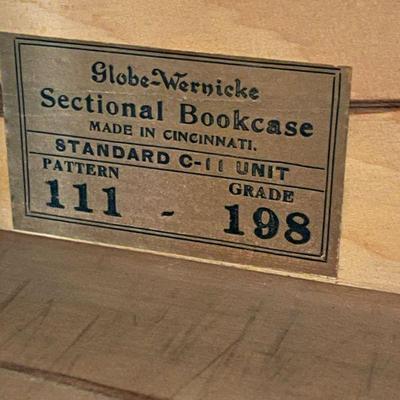 Globe-Wernicke
Sectional Bookcase
MADE IN CINCINNATI.
STANDARD C-11 UNIT
PATTERN GRADE
111 - 198